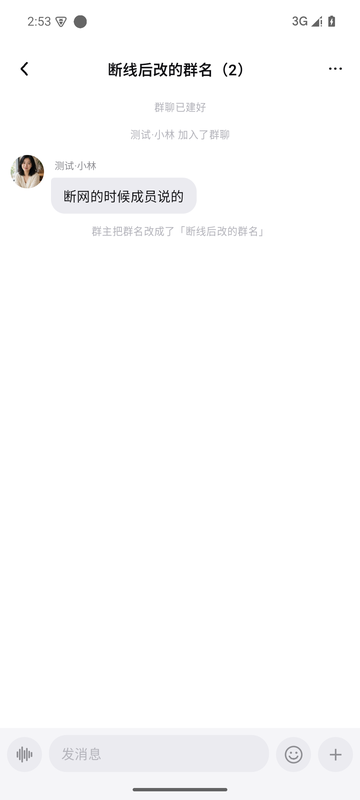 2:53
3G
断线后改的群名（2）
群聊已建好
测试·小林 加入了群聊
测试·小林
断网的时候成员说的
群主把群名改成了「断线后改的群名」
发消息